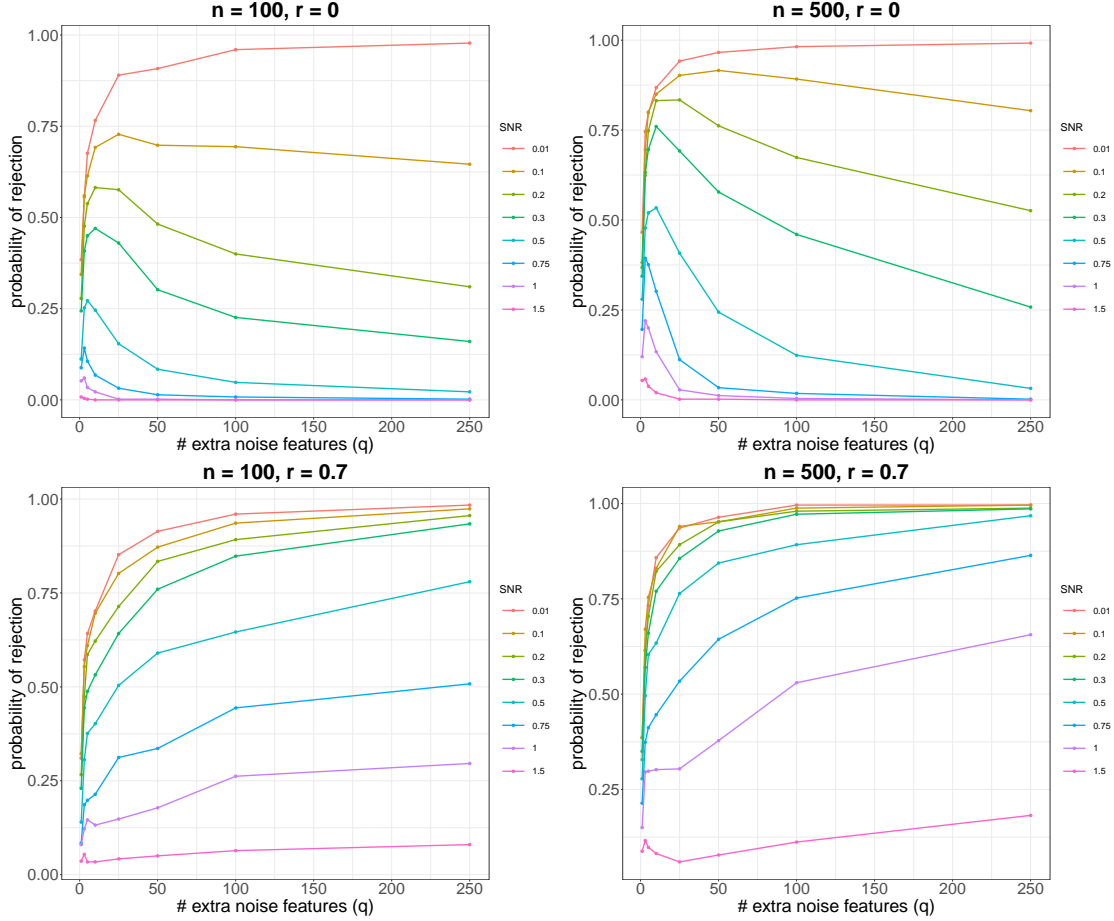 n = 100, r = 0
1.00
0.75
0.50
0.25
0.00
probability of rejection
0 50 100 150 200 250
# extra noise features (q)
SNR
0.01
0.1
0.2
0.3
0.5
0.75
1
1.5
n = 500, r = 0
1.00
0.75
0.50
0.25
0.00
probability of rejection
0 50 100 150 200 250
# extra noise features (q)
SNR
0.01
0.1
0.2
0.3
0.5
0.75
1
1.5
n = 100, r = 0.7
1.00
0.75
0.50
0.25
0.00
probability of rejection
0 50 100 150 200 250
# extra noise features (q)
SNR
0.01
0.1
0.2
0.3
0.5
0.75
1
1.5
n = 500, r = 0.7
1.00
0.75
0.50
0.25
probability of rejection
0 50 100 150 200 250
# extra noise features (q)
SNR
0.01
0.1
0.2
0.3
0.5
0.75
1
1.5